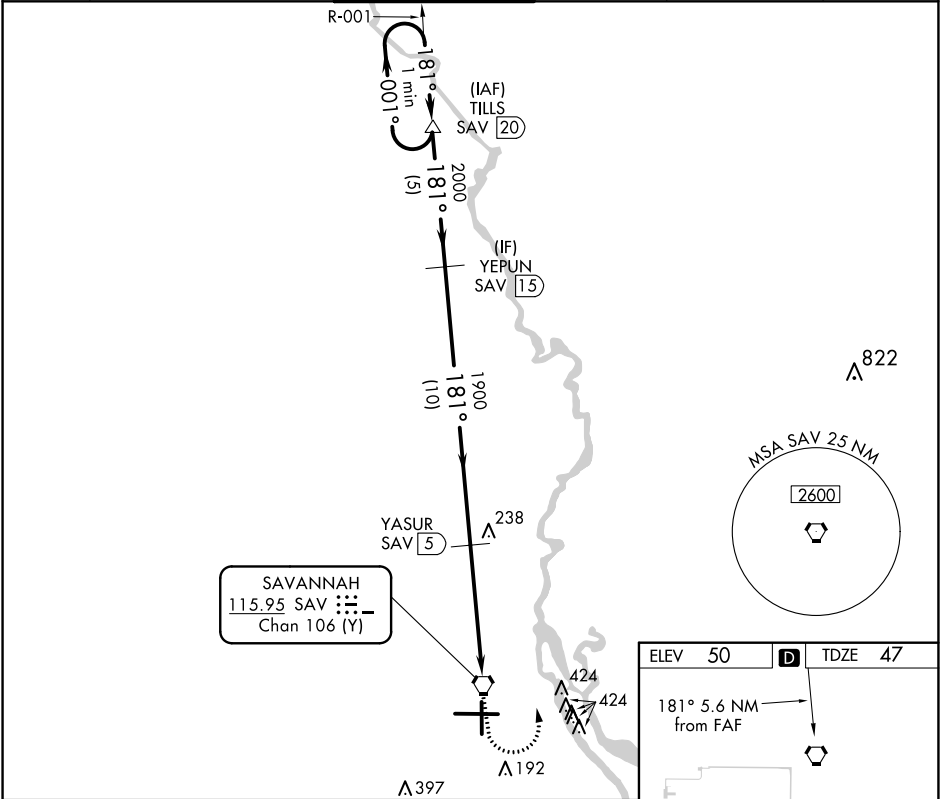 R-001
181°
1 min
001°
(IAF)
TILLS
SAV 20
2000
181°
(5)
(IF)
YEPUN
SAV 15
822
1900
181°
(10)
MSA SAV 25 NM
2600
YASUR
SAV 5
238
SAVANNAH
115.95 SAV
Chan 106 (Y)
424
424
192
397
ELEV 50 D TDZE 47
181° 5.6 NM
from FAF